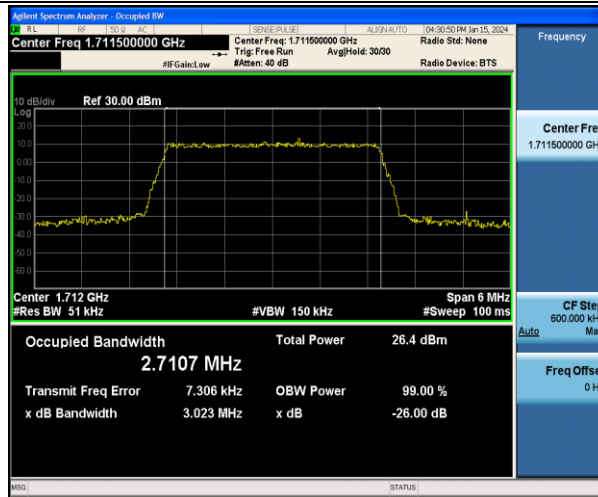 Agilent Spectrum Analyzer - Occupied BW
RL RF 50 Ω AC SENSE:PULSE ALIGNAUTO 04:30:50 PM Jan 15, 2024
Center Freq 1.711500000 GHz
Center Freq: 1.711500000 GHz
Radio Std: None
Trig: Free Run Avg|Hold: 30/30
#IFGain:Low #Atten: 40 dB Radio Device: BTS
Frequency
10 dB/div Ref 30.00 dBm
Log
20.0
10.0
0.00
-10.0
-20.0
-30.0
-40.0
-50.0
-60.0
Center Fre
1.711500000 GH
Center 1.712 GHz Span 6 MHz
#Res BW 51 kHz #VBW 150 kHz #Sweep 100 ms
CF Ste
600.000 kH
Auto Ma
Occupied Bandwidth Total Power 26.4 dBm
2.7107 MHz
Transmit Freq Error 7.306 kHz OBW Power 99.00 %
x dB Bandwidth 3.023 MHz x dB -26.00 dB
Freq Offse
0 H
MSG STATUS